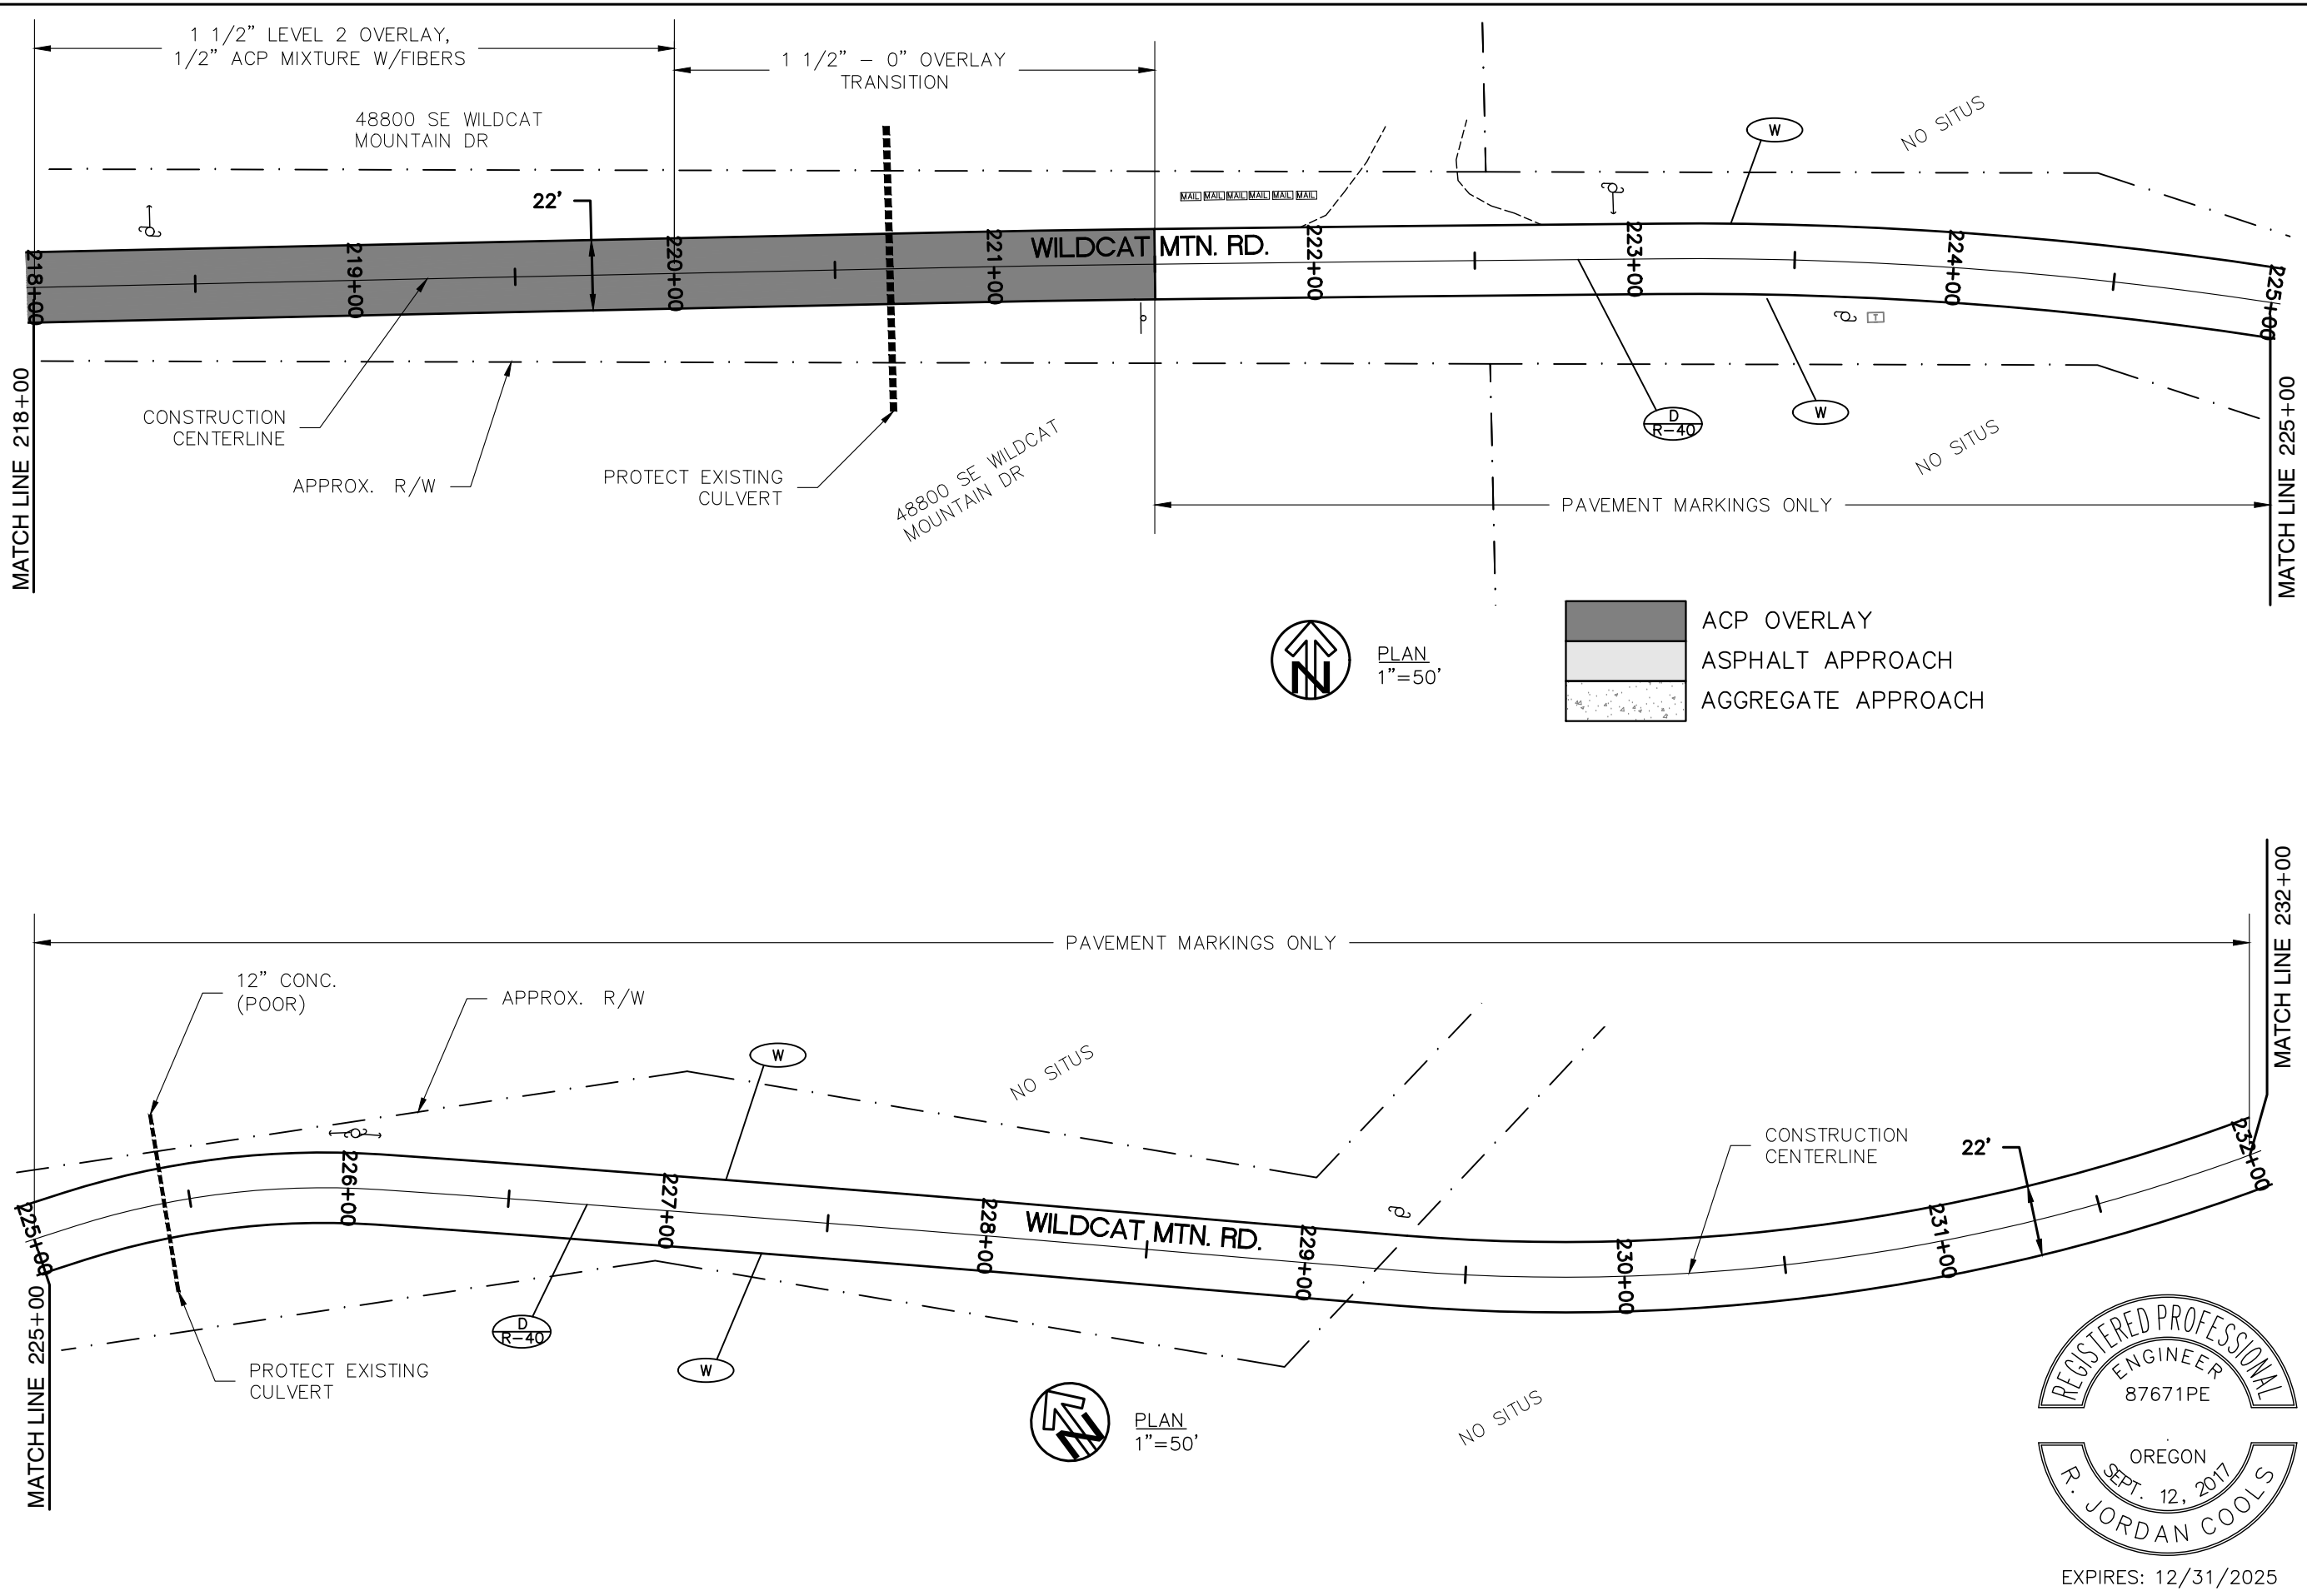 1 1/2" LEVEL 2 OVERLAY,
1/2" ACP MIXTURE W/FIBERS
1 1/2" – 0" OVERLAY
TRANSITION
48800 SE WILDCAT
MOUNTAIN DR
NO SITUS
W
22'
MAIL MAIL MAIL MAIL MAIL MAIL
218+00
219+00
220+00
221+00
WILDCAT MTN. RD.
222+00
223+00
224+00
225+00
T
MATCH LINE 218+00
CONSTRUCTION
CENTERLINE
APPROX. R/W
PROTECT EXISTING
CULVERT
48800 SE WILDCAT
MOUNTAIN DR
D
R–40
W
NO SITUS
PAVEMENT MARKINGS ONLY
MATCH LINE 225+00
N
PLAN
1"=50'
ACP OVERLAY
ASPHALT APPROACH
AGGREGATE APPROACH
PAVEMENT MARKINGS ONLY
MATCH LINE 232+00
12" CONC.
(POOR)
APPROX. R/W
W
NO SITUS
CONSTRUCTION
CENTERLINE
22'
225+00
226+00
227+00
228+00
WILDCAT MTN. RD.
229+00
230+00
231+00
232+00
MATCH LINE 225+00
PROTECT EXISTING
CULVERT
D
R–40
W
N
PLAN
1"=50'
NO SITUS
REGISTERED PROFESSIONAL
ENGINEER
87671PE
OREGON
SEPT. 12, 2017
R. JORDAN COOLS
EXPIRES: 12/31/2025